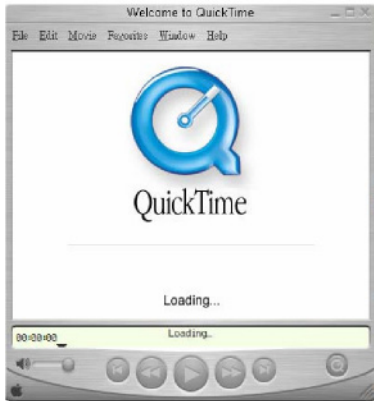 Welcome to QuickTime
File Edit Movie Favorites Window Help
QuickTime
Loading...
00:00:00 Loading..